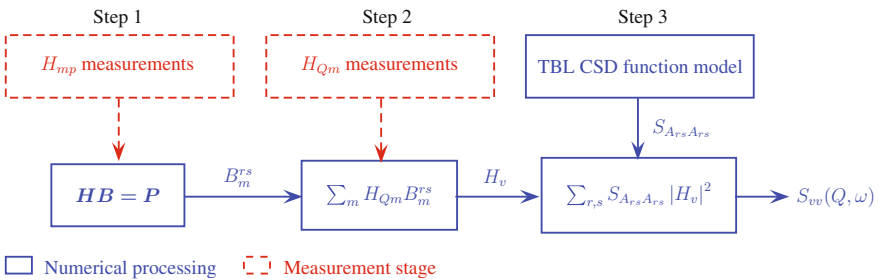 Step 1 Step 2 Step 3
H_{mp} measurements H_{Qm} measurements TBL CSD function model
S_{A_{rs}A_{rs}}
HB = P B_m^{rs} ∑_m H_{Qm} B_m^{rs} H_v ∑_{r,s} S_{A_{rs}A_{rs}} |H_v|^2 S_{vv}(Q, ω)
Numerical processing Measurement stage